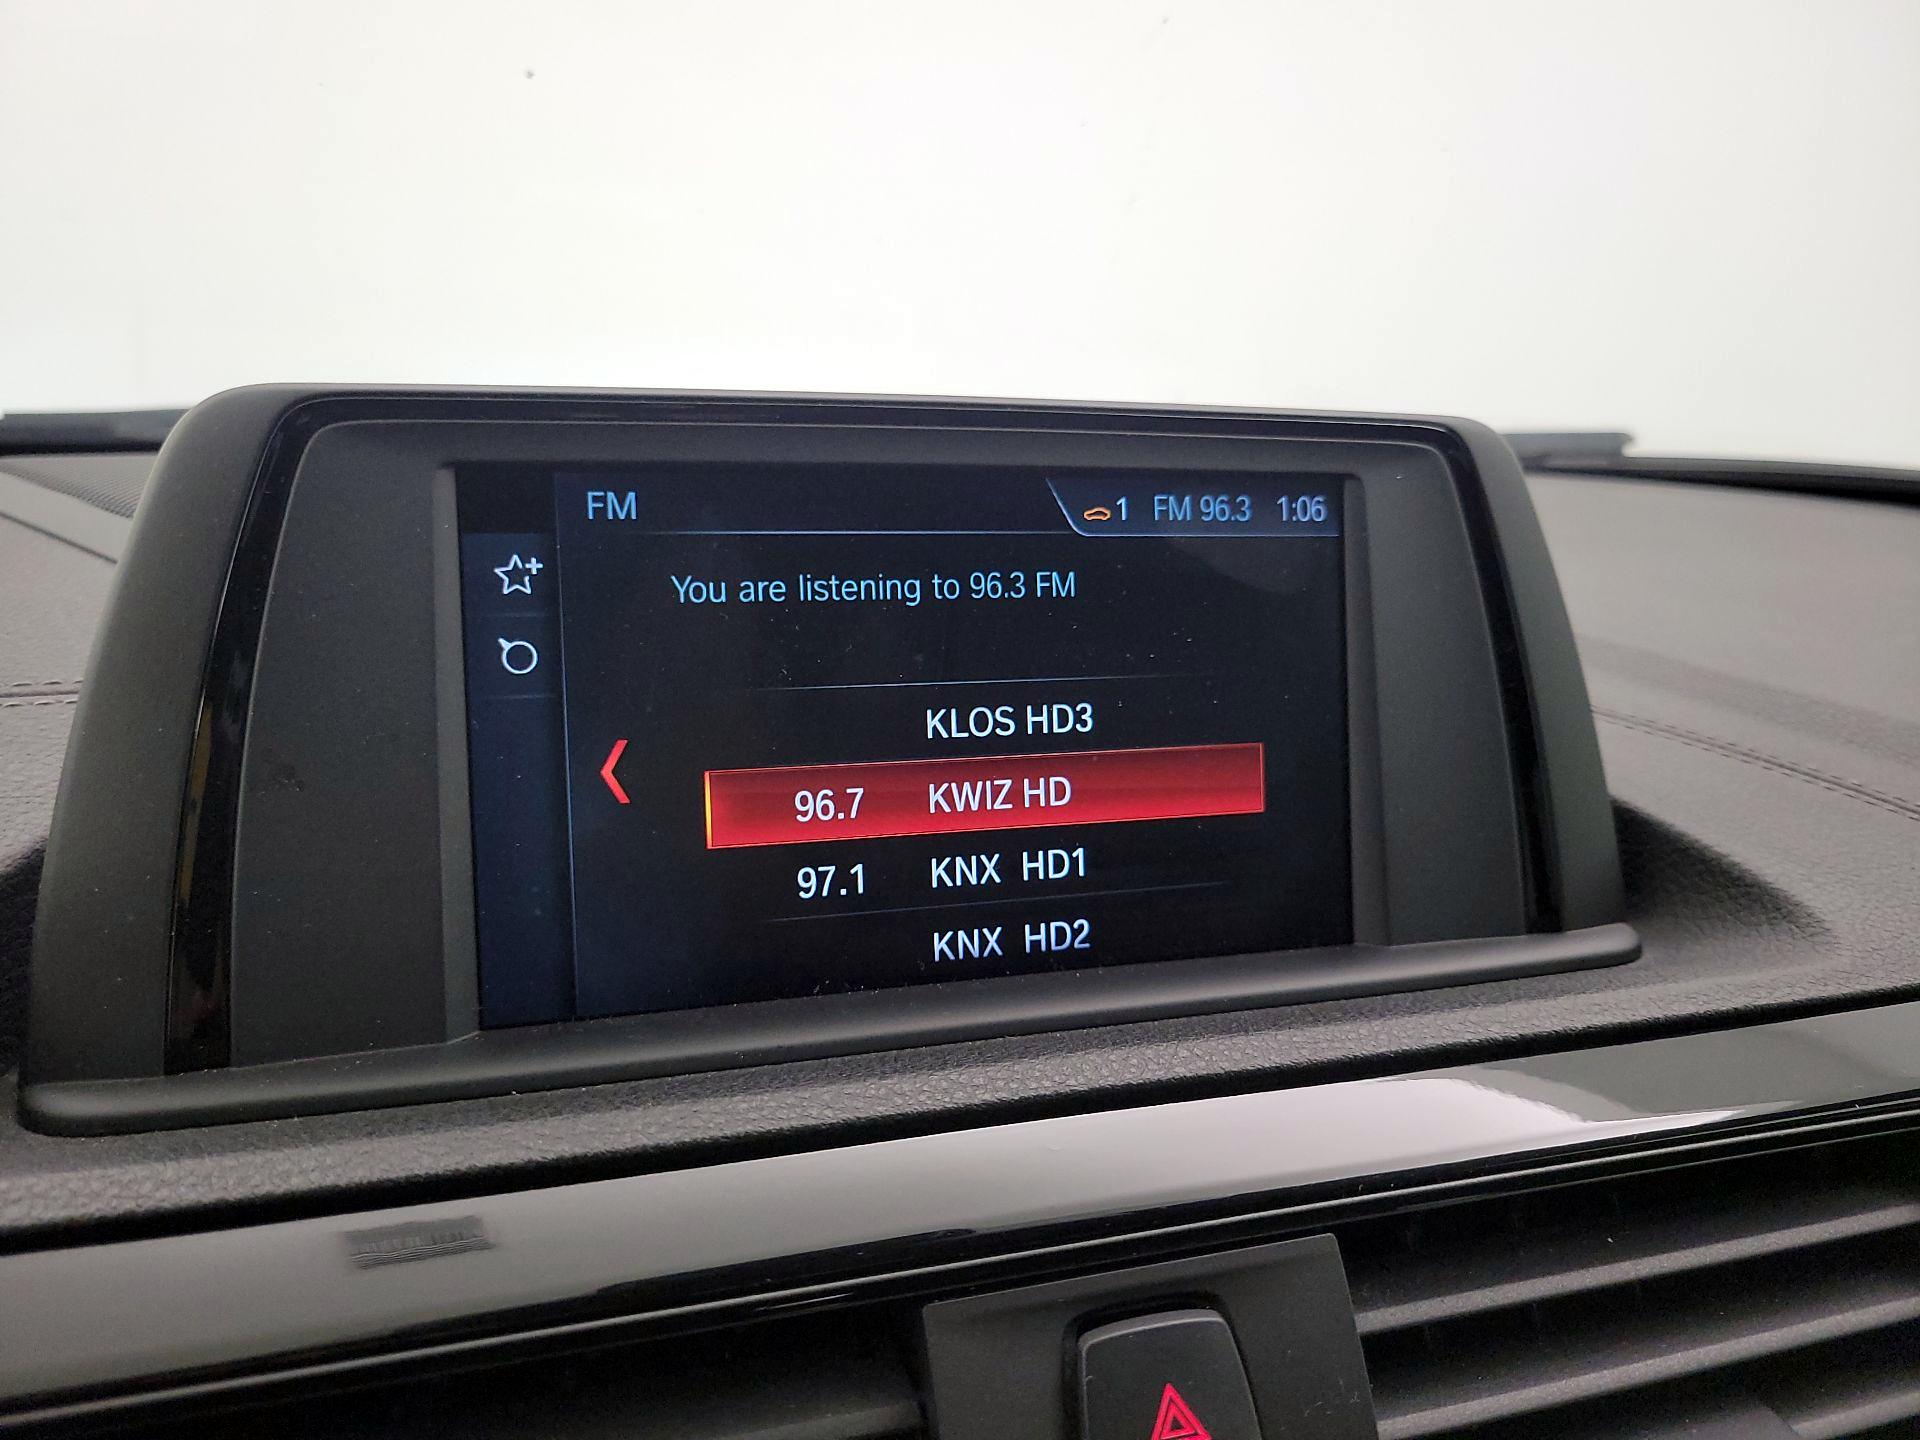 FM 1 FM 96.3 1:06
You are listening to 96.3 FM
KLOS HD3
96.7 KWIZ HD
97.1 KNX HD1
KNX HD2